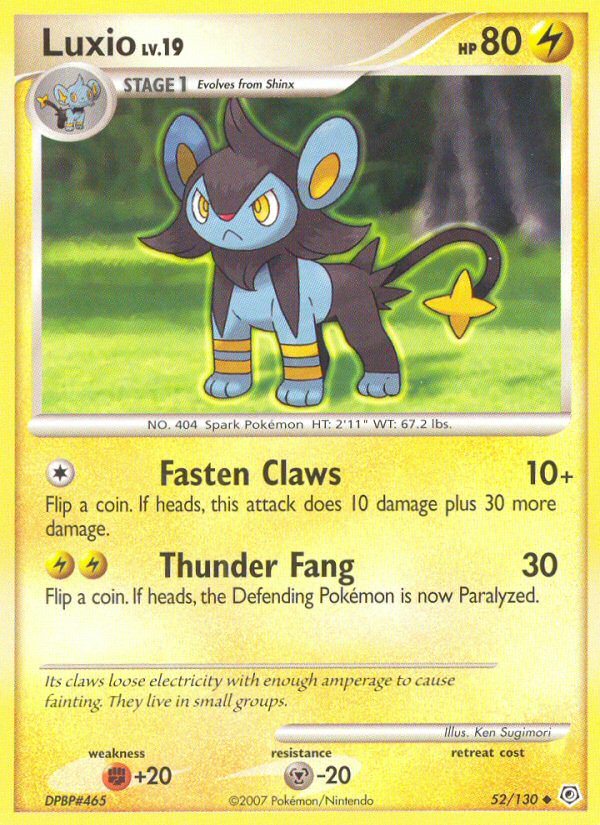 Luxio LV.19 HP 80
STAGE 1 Evolves from Shinx
NO. 404 Spark Pokémon HT: 2'11" WT: 67.2 lbs.
Fasten Claws 10+
Flip a coin. If heads, this attack does 10 damage plus 30 more
damage.
Thunder Fang 30
Flip a coin. If heads, the Defending Pokémon is now Paralyzed.
Its claws loose electricity with enough amperage to cause
fainting. They live in small groups.
Illus. Ken Sugimori
weakness resistance retreat cost
+20 -20
DPBP#465 ©2007 Pokémon/Nintendo 52/130